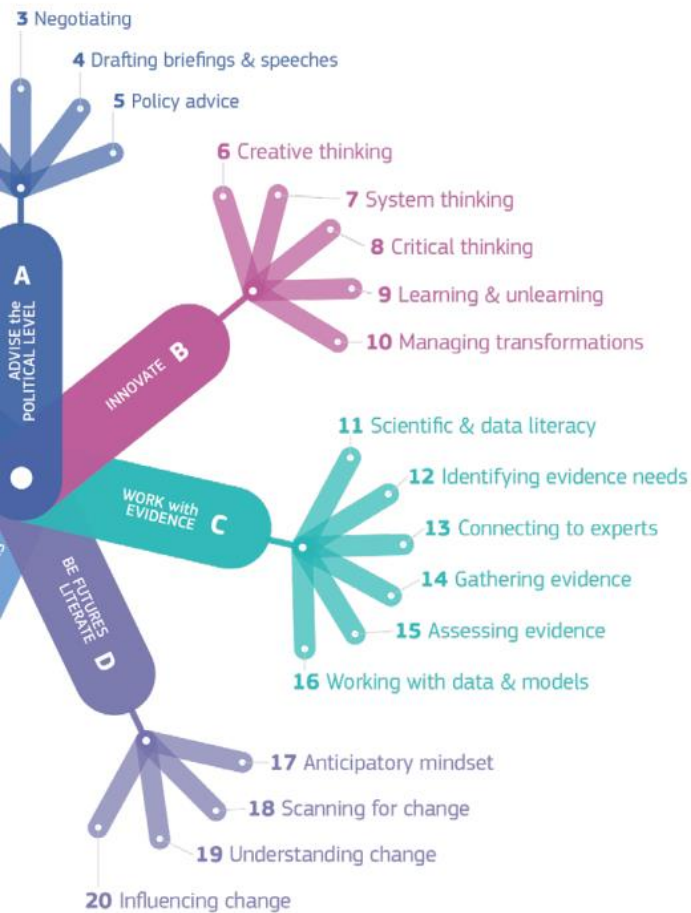 3 Negotiating
4 Drafting briefings & speeches
5 Policy advice
A
ADVISE the
POLITICAL LEVEL
6 Creative thinking
7 System thinking
8 Critical thinking
9 Learning & unlearning
10 Managing transformations
INNOVATE B
11 Scientific & data literacy
12 Identifying evidence needs
13 Connecting to experts
14 Gathering evidence
15 Assessing evidence
16 Working with data & models
WORK with
EVIDENCE C
BE FUTURES
LITERATE D
17 Anticipatory mindset
18 Scanning for change
19 Understanding change
20 Influencing change